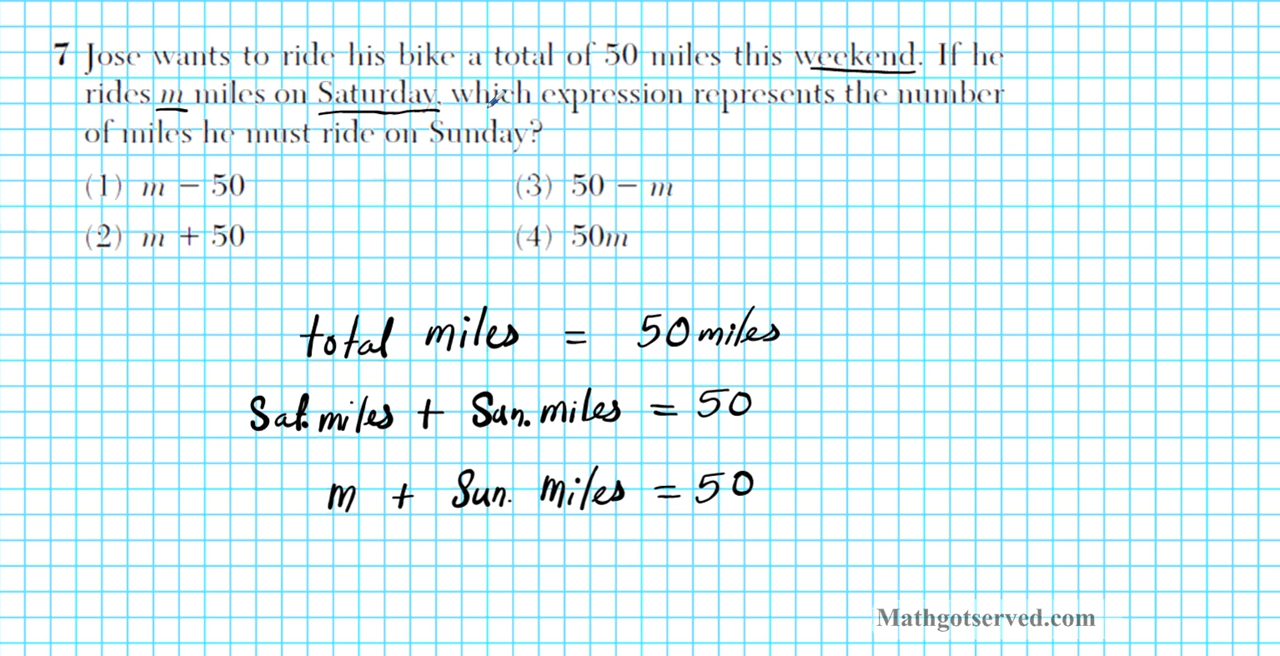 7 Jose wants to ride his bike a total of 50 miles this weekend. If he
rides m miles on Saturday, which expression represents the number
of miles he must ride on Sunday?
(1) m − 50 (3) 50 − m
(2) m + 50 (4) 50m
total miles = 50 miles
Sat. miles + Sun. miles = 50
m + Sun. miles = 50
Mathgotserved.com